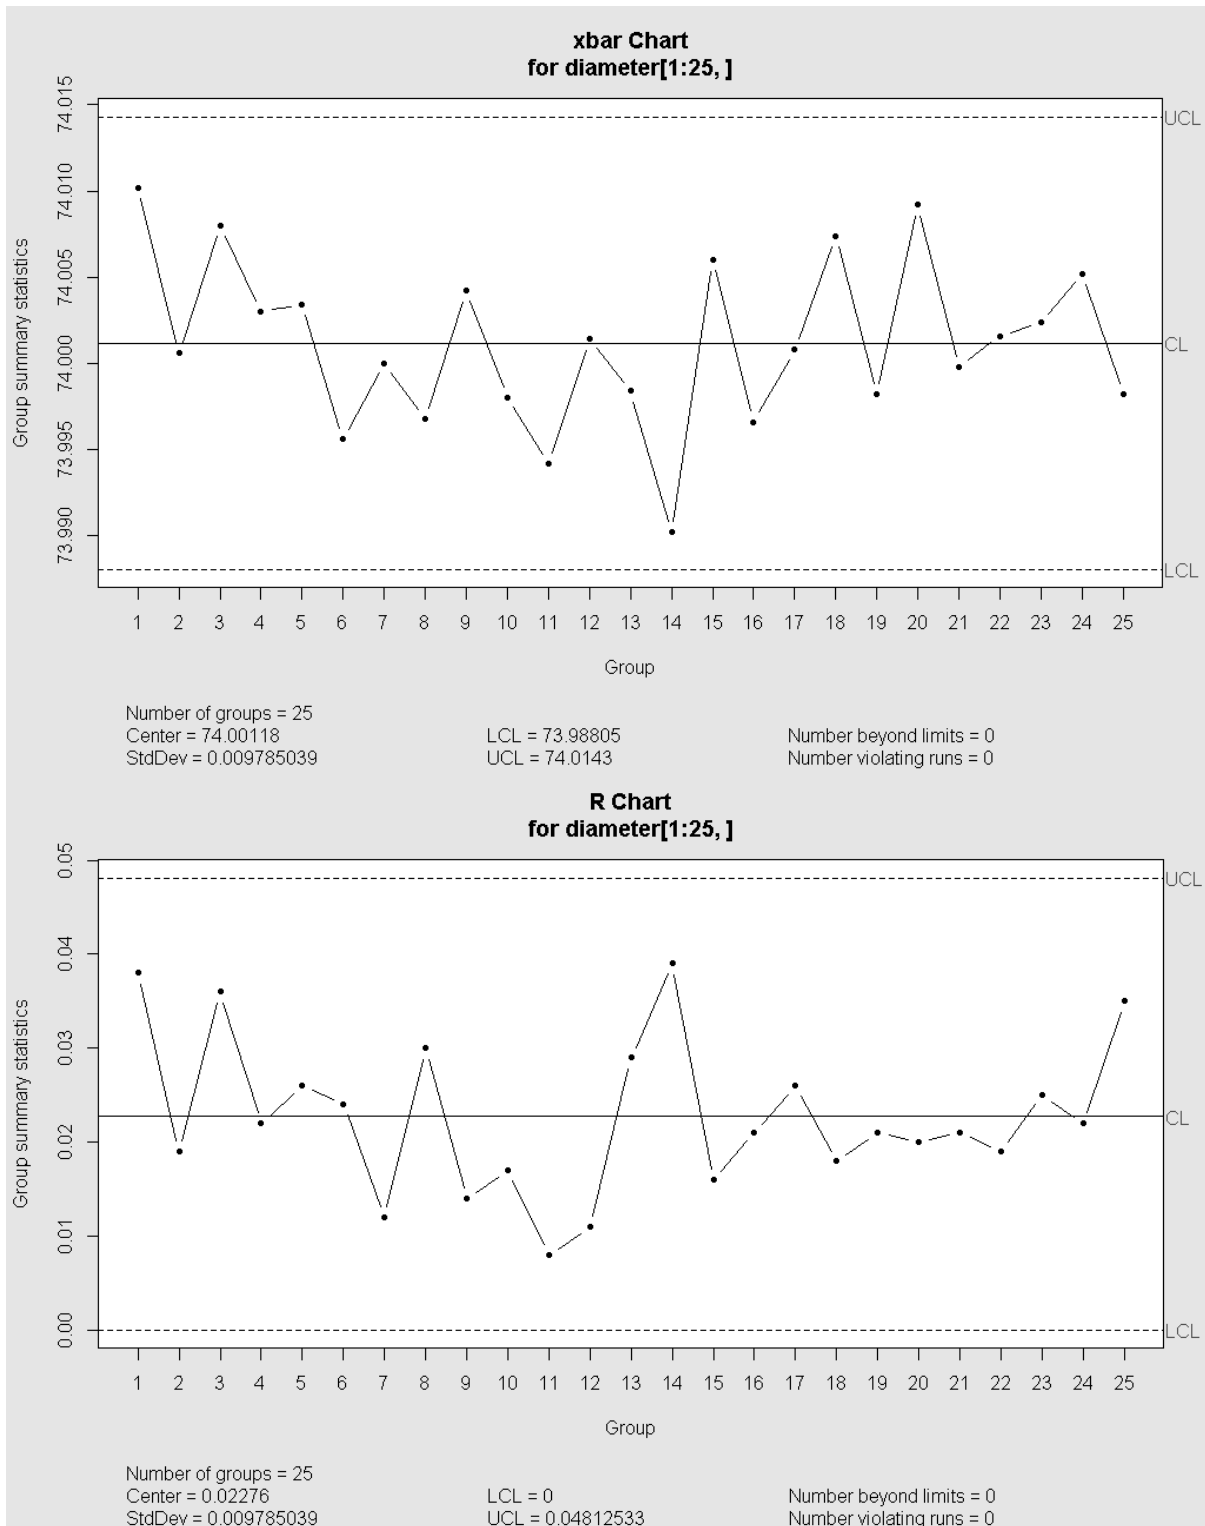 xbar Chart
for diameter[1:25, ]
Group summary statistics
74.015
74.010
74.005
74.000
73.995
73.990
UCL
CL
LCL
1 2 3 4 5 6 7 8 9 10 11 12 13 14 15 16 17 18 19 20 21 22 23 24 25
Group
Number of groups = 25
Center = 74.00118 LCL = 73.98805 Number beyond limits = 0
StdDev = 0.009785039 UCL = 74.0143 Number violating runs = 0
R Chart
for diameter[1:25, ]
Group summary statistics
0.05
0.04
0.03
0.02
0.01
0.00
UCL
CL
LCL
1 2 3 4 5 6 7 8 9 10 11 12 13 14 15 16 17 18 19 20 21 22 23 24 25
Group
Number of groups = 25
Center = 0.02276 LCL = 0 Number beyond limits = 0
StdDev = 0.009785039 UCL = 0.04812533 Number violating runs = 0